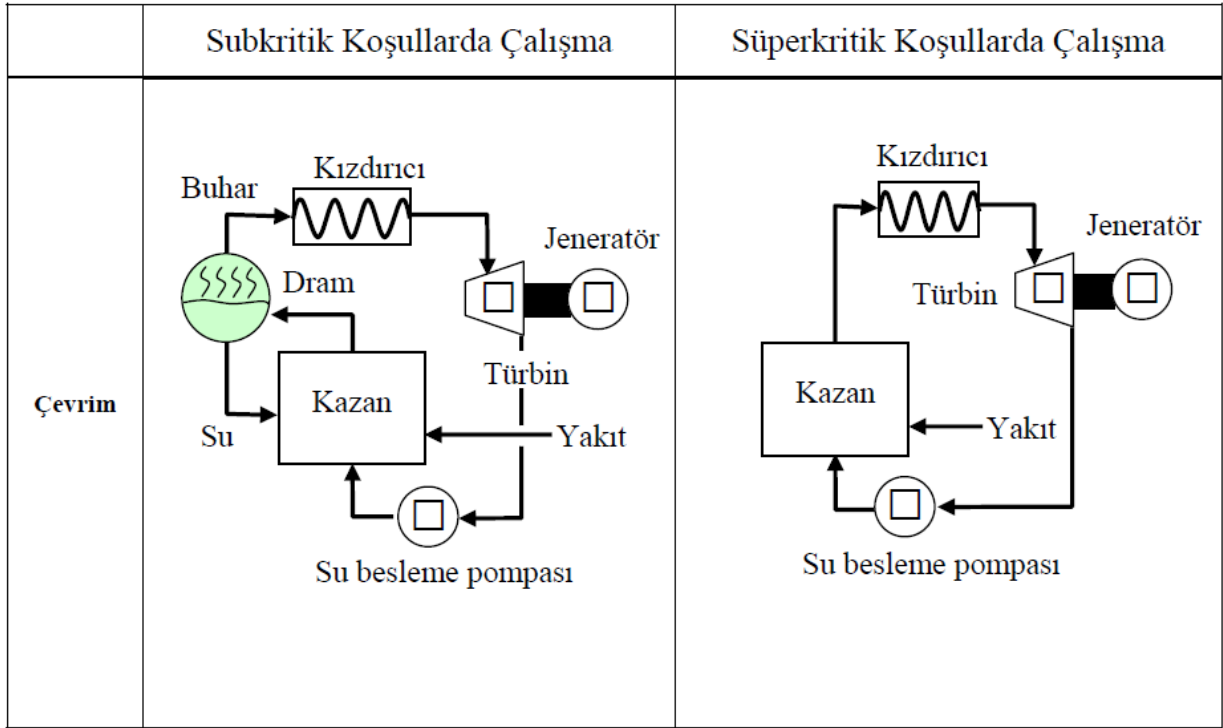 Subkritik Koşullarda Çalışma
Süperkritik Koşullarda Çalışma
Çevrim
Buhar
Kızdırıcı
Jeneratör
Dram
Türbin
Kazan
Su
Yakıt
Su besleme pompası
Kızdırıcı
Jeneratör
Türbin
Kazan
Yakıt
Su besleme pompası